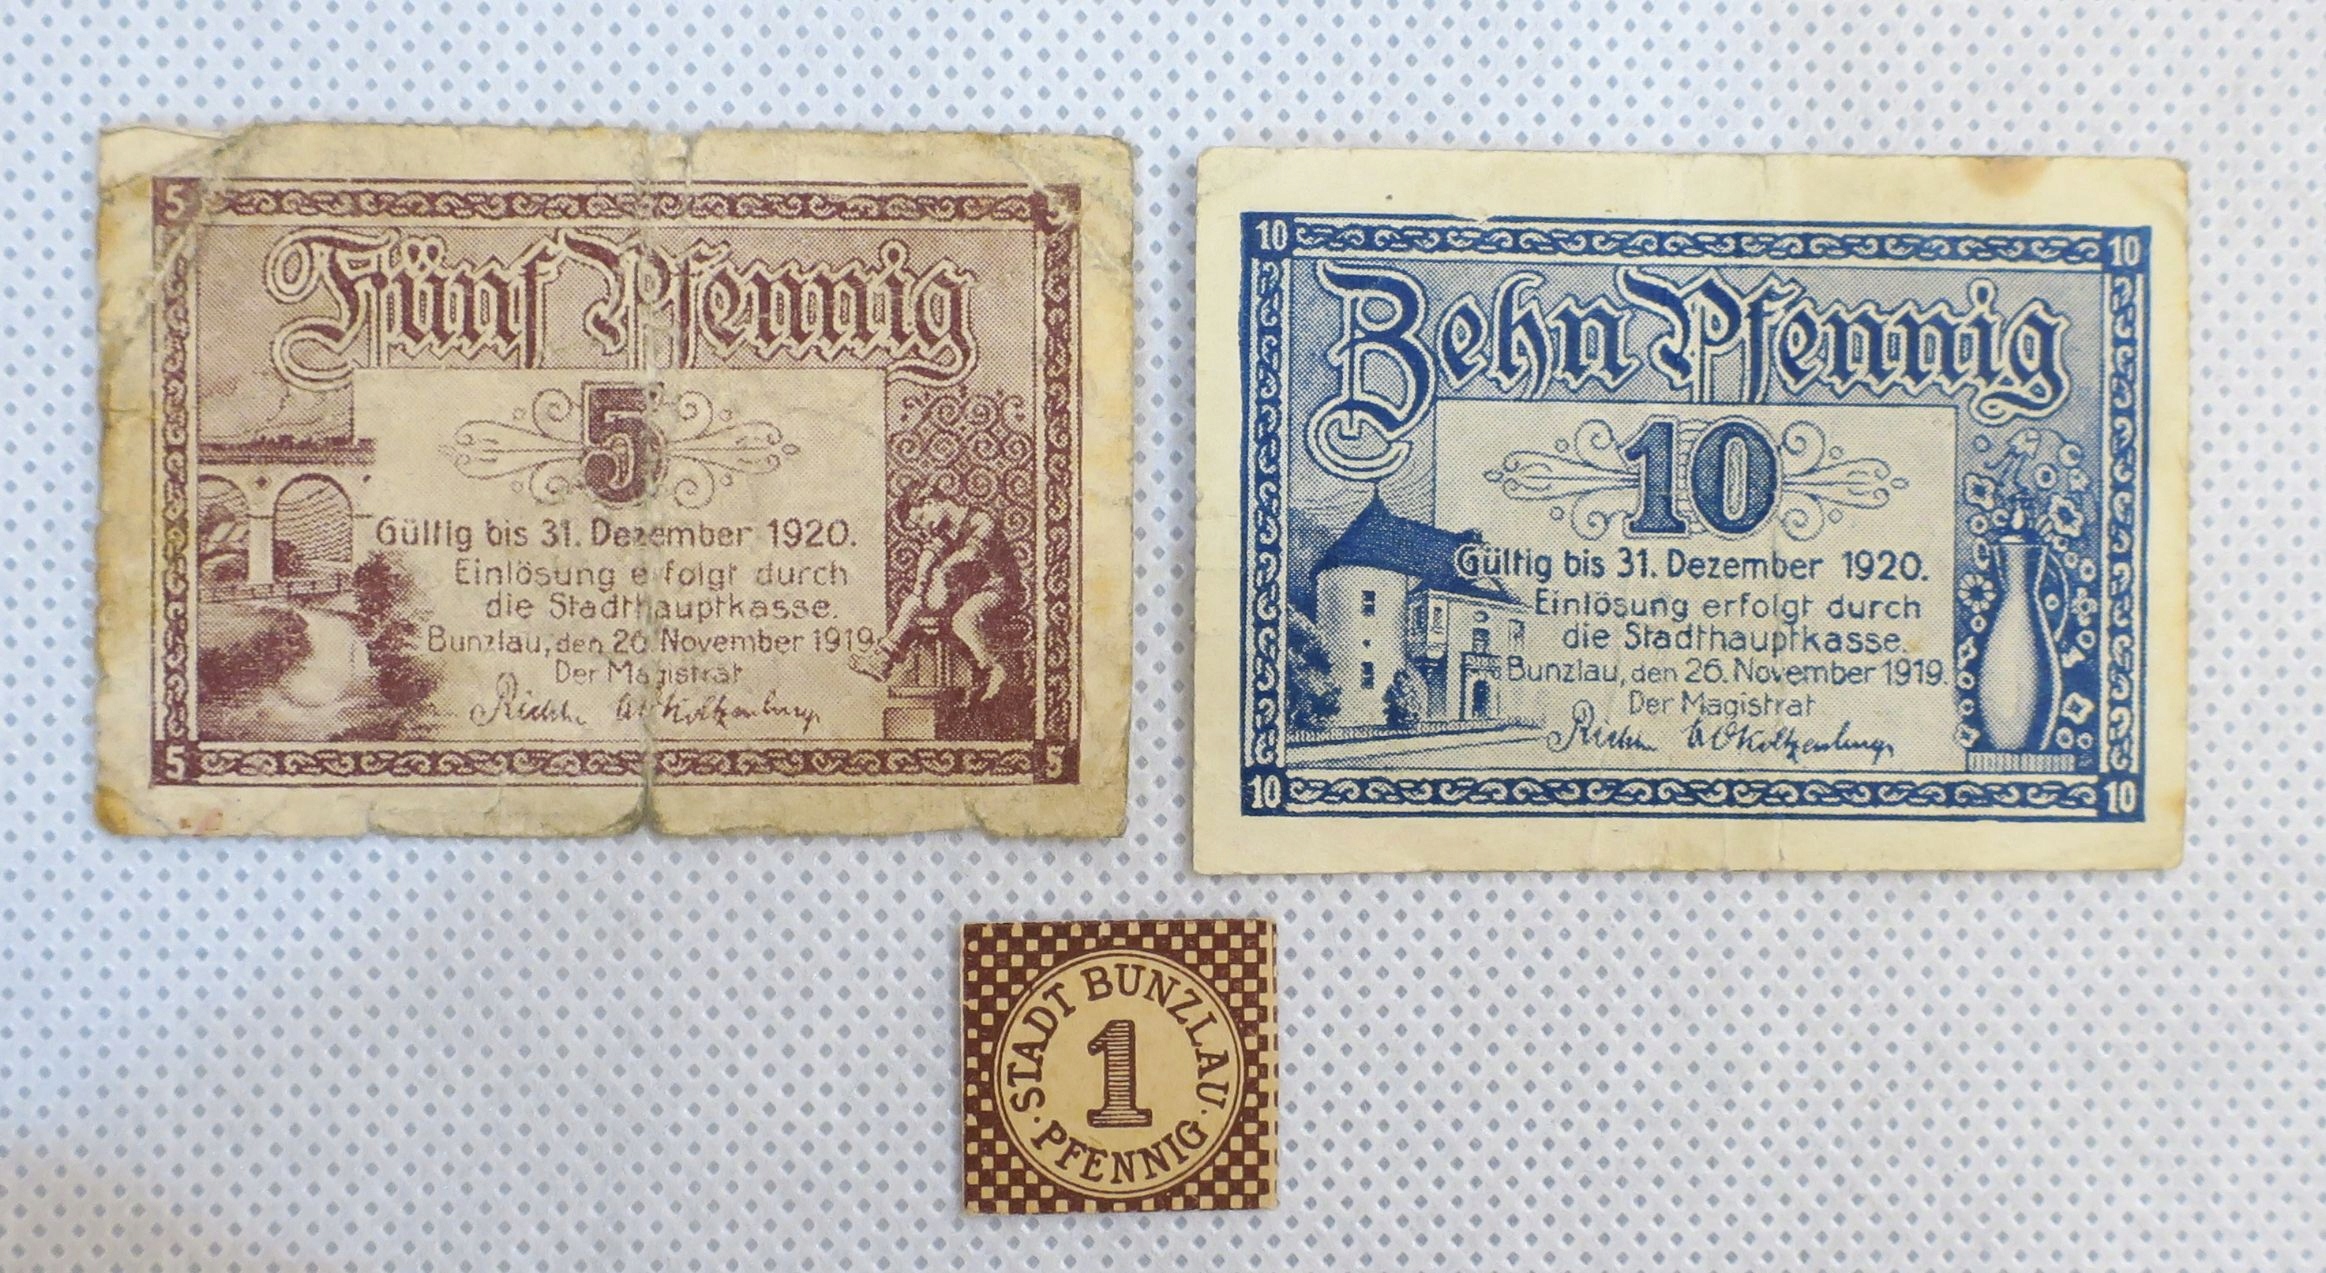 5 5
Fünf Pfennig
5
Gültig bis 31. Dezember 1920.
Einlösung erfolgt durch
die Stadthauptkasse.
Bunzlau, den 26. November 1919.
Der Magistrat
5 5
10 10
Zehn Pfennig
10
Gültig bis 31. Dezember 1920.
Einlösung erfolgt durch
die Stadthauptkasse.
Bunzlau, den 26. November 1919.
Der Magistrat
10 10
STADT BUNZLAU
1
· PFENNIG ·